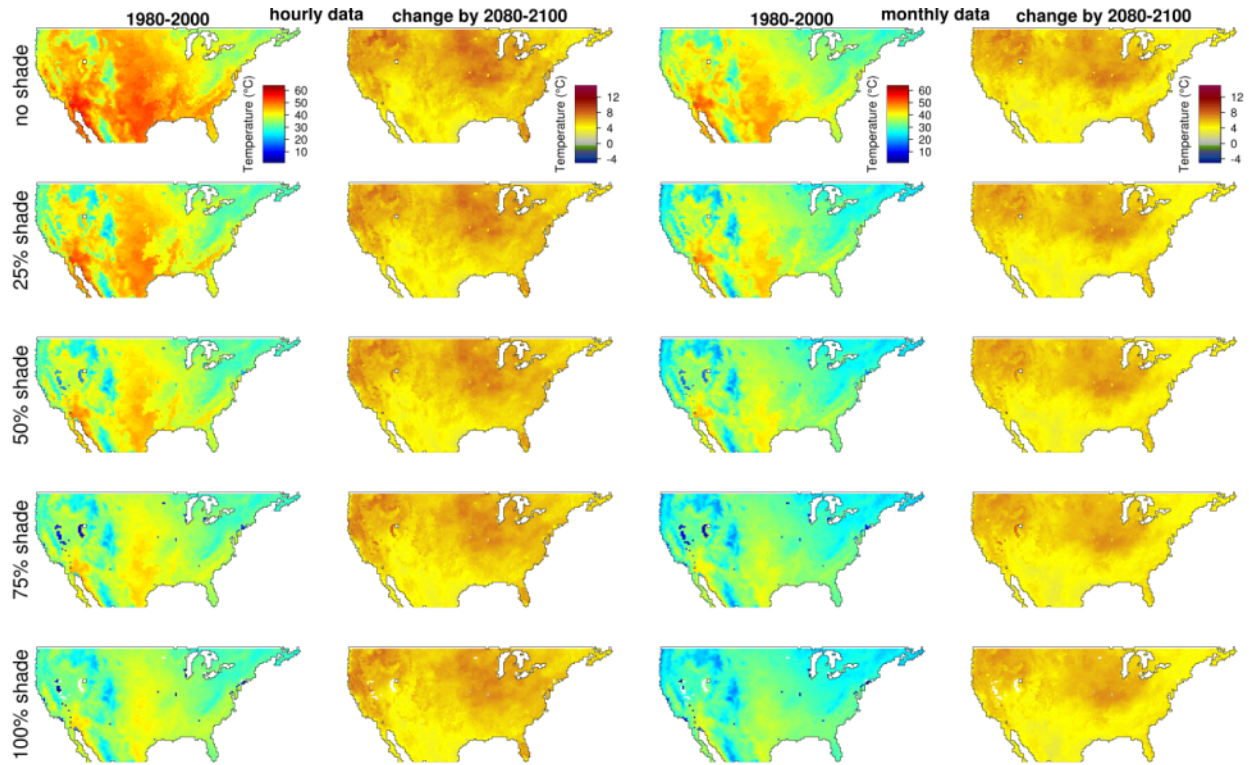 hourly data
monthly data
1980-2000
change by 2080-2100
1980-2000
change by 2080-2100
no shade
Temperature (°C)
60
50
40
30
20
10
Temperature (°C)
12
8
4
0
-4
Temperature (°C)
60
50
40
30
20
10
Temperature (°C)
12
8
4
0
-4
25% shade
50% shade
75% shade
100% shade